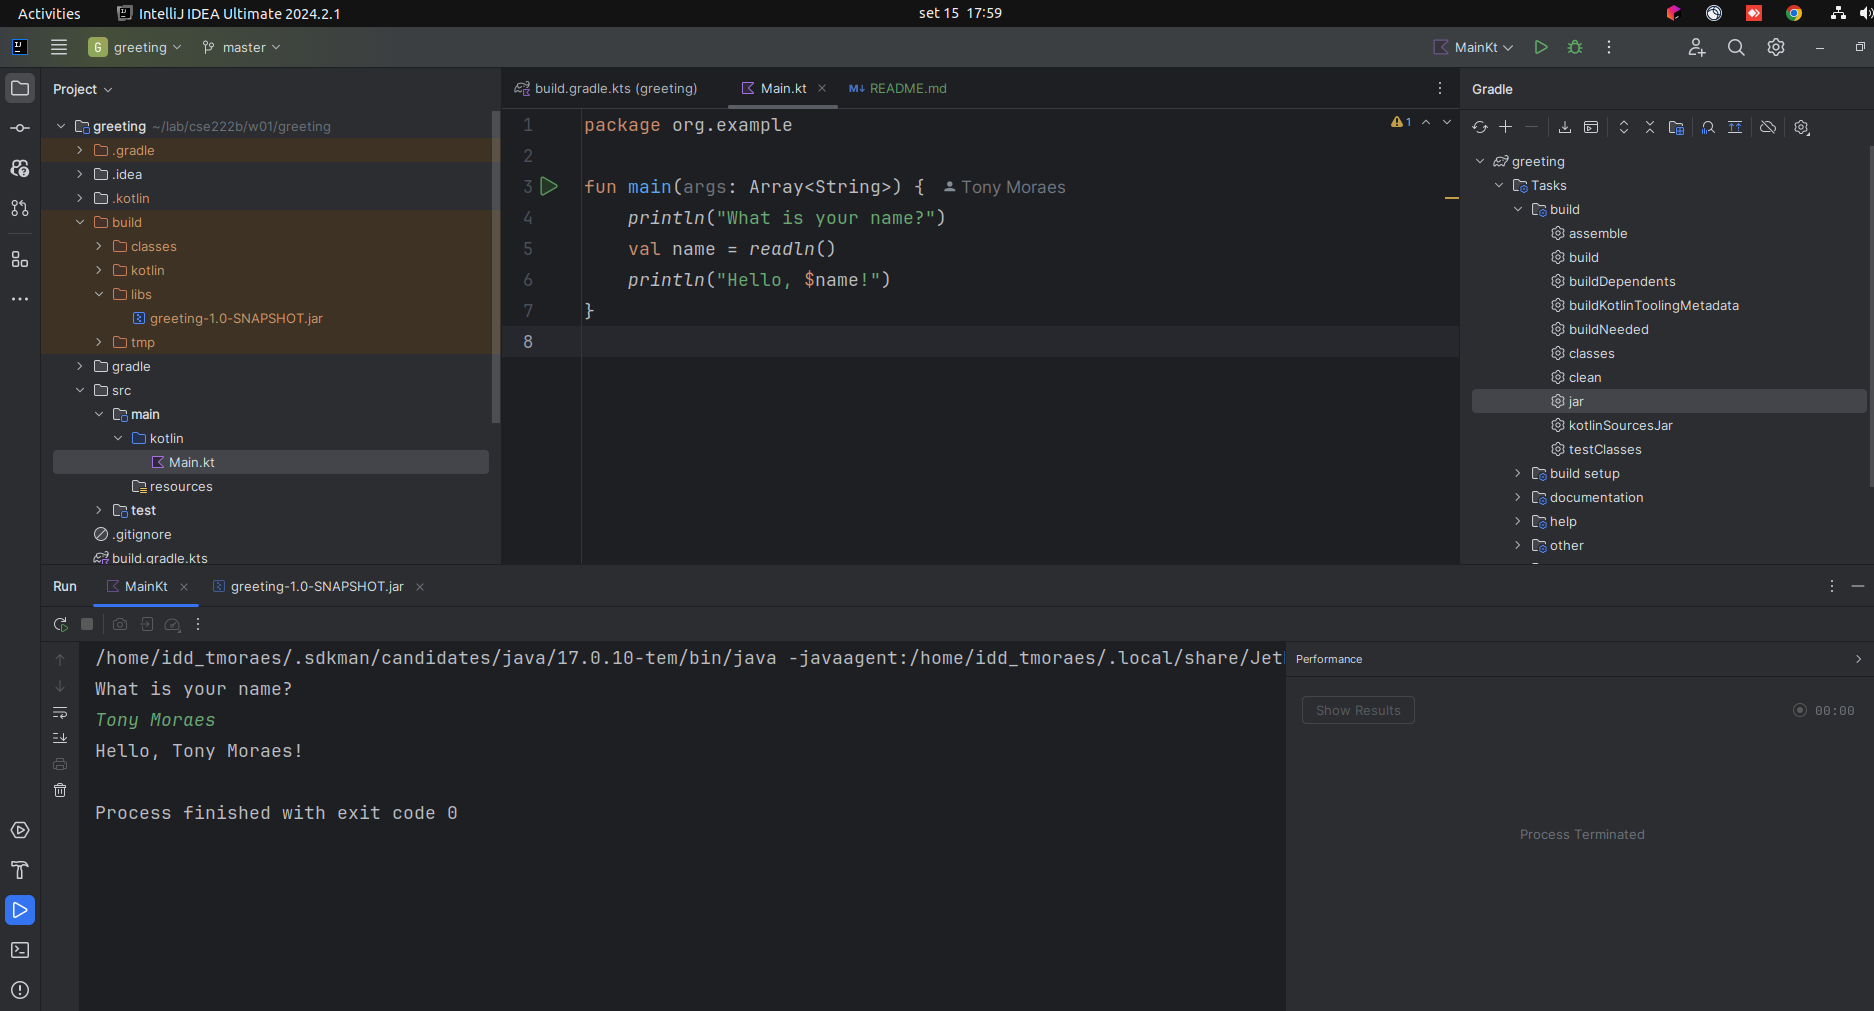 Activities IntelliJ IDEA Ultimate 2024.2.1 set 15 17:59
G greeting master MainKt
Project
greeting ~/lab/cse222b/w01/greeting
.gradle
.idea
.kotlin
build
classes
kotlin
libs
greeting-1.0-SNAPSHOT.jar
tmp
gradle
src
main
kotlin
Main.kt
resources
test
.gitignore
build.gradle.kts
build.gradle.kts (greeting) Main.kt M↓ README.md
1 package org.example
2
3 fun main(args: Array<String>) { Tony Moraes
4 println("What is your name?")
5 val name = readln()
6 println("Hello, $name!")
7 }
8
1
Gradle
greeting
Tasks
build
assemble
build
buildDependents
buildKotlinToolingMetadata
buildNeeded
classes
clean
jar
kotlinSourcesJar
testClasses
build setup
documentation
help
other
Run MainKt greeting-1.0-SNAPSHOT.jar
/home/idd_tmoraes/.sdkman/candidates/java/17.0.10-tem/bin/java -javaagent:/home/idd_tmoraes/.local/share/Jet
What is your name?
Tony Moraes
Hello, Tony Moraes!
Process finished with exit code 0
Performance
Show Results 00:00
Process Terminated